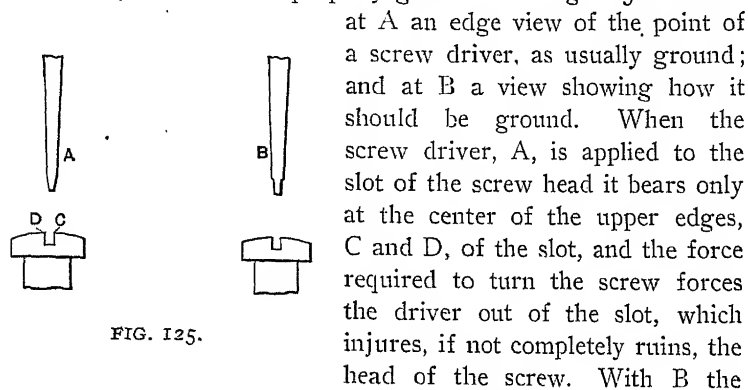 at A an edge view of the point of
a screw driver, as usually ground;
and at B a view showing how it
should be ground. When the
screw driver, A, is applied to the
slot of the screw head it bears only
at the center of the upper edges,
C and D, of the slot, and the force
required to turn the screw forces
the driver out of the slot, which
injures, if not completely ruins, the
head of the screw. With B the
A
B
D C
FIG. 125.